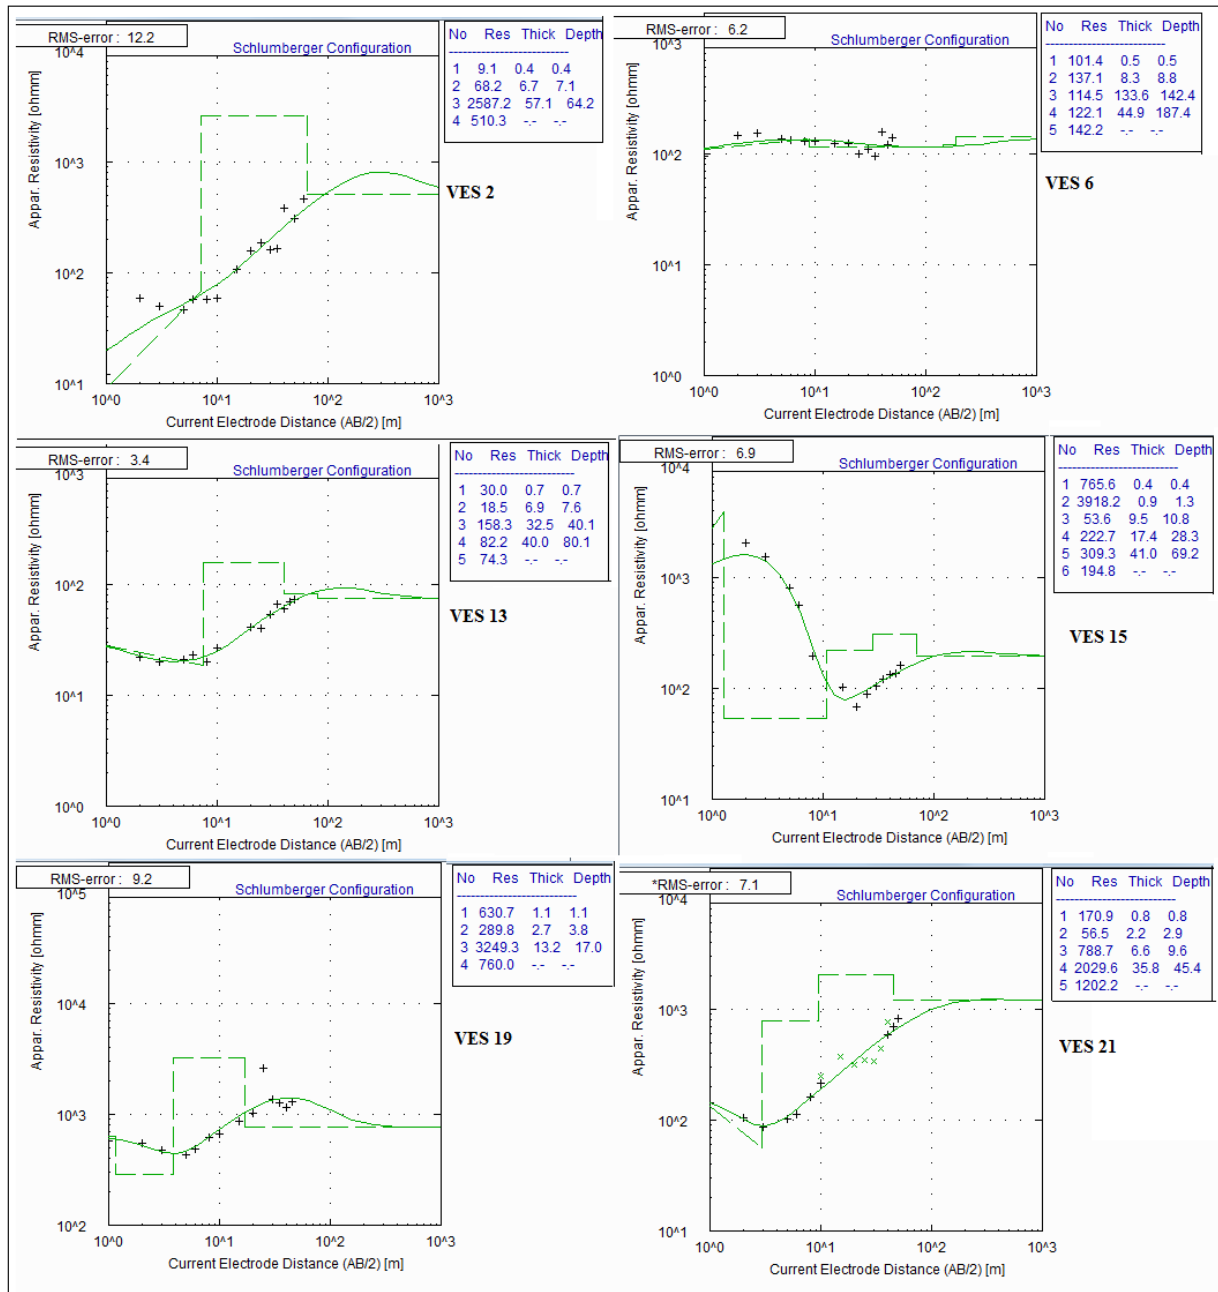 RMS-error : 12.2
Schlumberger Configuration
No Res Thick Depth
1 9.1 0.4 0.4
2 68.2 6.7 7.1
3 2587.2 57.1 64.2
4 510.3 -.- -.-
10^4
10^3
10^2
10^1
Appar. Resistivity [ohmm]
10^0 10^1 10^2 10^3
Current Electrode Distance (AB/2) [m]
VES 2
RMS-error : 6.2
Schlumberger Configuration
No Res Thick Depth
1 101.4 0.5 0.5
2 137.1 8.3 8.8
3 114.5 133.6 142.4
4 122.1 44.9 187.4
5 142.2 -.- -.-
10^3
10^2
10^1
10^0
Appar. Resistivity [ohmm]
10^0 10^1 10^2 10^3
Current Electrode Distance (AB/2) [m]
VES 6
RMS-error : 3.4
Schlumberger Configuration
No Res Thick Depth
1 30.0 0.7 0.7
2 18.5 6.9 7.6
3 158.3 32.5 40.1
4 82.2 40.0 80.1
5 74.3 -.- -.-
10^3
10^2
10^1
10^0
Appar. Resistivity [ohmm]
10^0 10^1 10^2 10^3
Current Electrode Distance (AB/2) [m]
VES 13
RMS-error : 6.9
Schlumberger Configuration
No Res Thick Depth
1 765.6 0.4 0.4
2 3918.2 0.9 1.3
3 53.6 9.5 10.8
4 222.7 17.4 28.3
5 309.3 41.0 69.2
6 194.8 -.- -.-
10^4
10^3
10^2
10^1
Appar. Resistivity [ohmm]
10^0 10^1 10^2 10^3
Current Electrode Distance (AB/2) [m]
VES 15
RMS-error : 9.2
Schlumberger Configuration
No Res Thick Depth
1 630.7 1.1 1.1
2 289.8 2.7 3.8
3 3249.3 13.2 17.0
4 760.0 -.- -.-
10^5
10^4
10^3
10^2
Appar. Resistivity [ohmm]
10^0 10^1 10^2 10^3
Current Electrode Distance (AB/2) [m]
VES 19
*RMS-error : 7.1
Schlumberger Configuration
No Res Thick Depth
1 170.9 0.8 0.8
2 56.5 2.2 2.9
3 788.7 6.6 9.6
4 2029.6 35.8 45.4
5 1202.2 -.- -.-
10^4
10^3
10^2
10^1
Appar. Resistivity [ohmm]
10^0 10^1 10^2 10^3
Current Electrode Distance (AB/2) [m]
VES 21